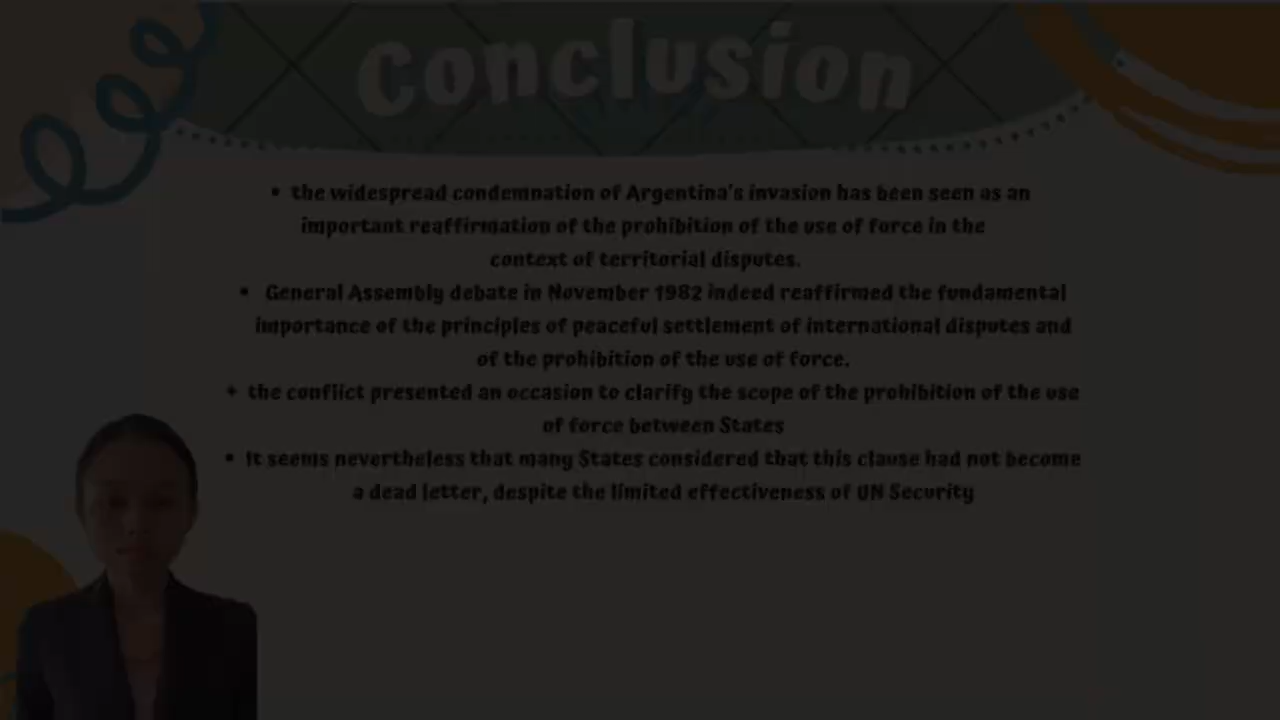 Conclusion
• the widespread condemnation of Argentina's invasion has been seen as an
important reaffirmation of the prohibition of the use of force in the
context of territorial disputes.
• General Assembly debate in November 1982 indeed reaffirmed the fundamental
importance of the principles of peaceful settlement of international disputes and
of the prohibition of the use of force.
• the conflict presented an occasion to clarify the scope of the prohibition of the use
of force between States
• It seems nevertheless that many States considered that this clause had not become
a dead letter, despite the limited effectiveness of UN Security